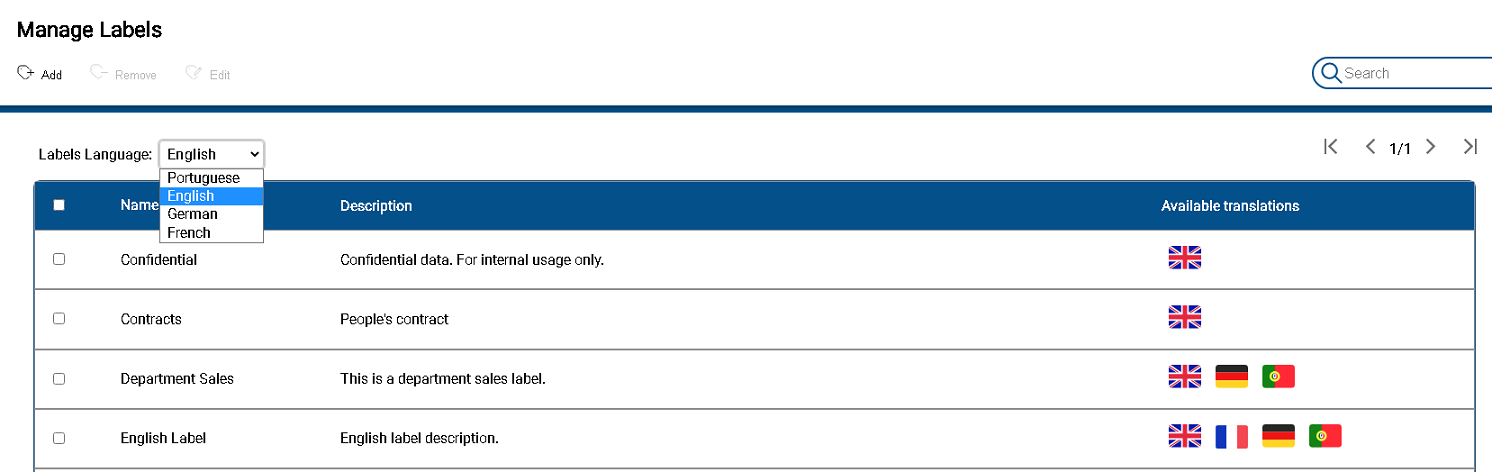 Manage Labels
Add Remove Edit
Search
Labels Language: English
1/1
Portuguese
English
German
French
Name Description Available translations
Confidential Confidential data. For internal usage only.
Contracts People's contract
Department Sales This is a department sales label.
English Label English label description.